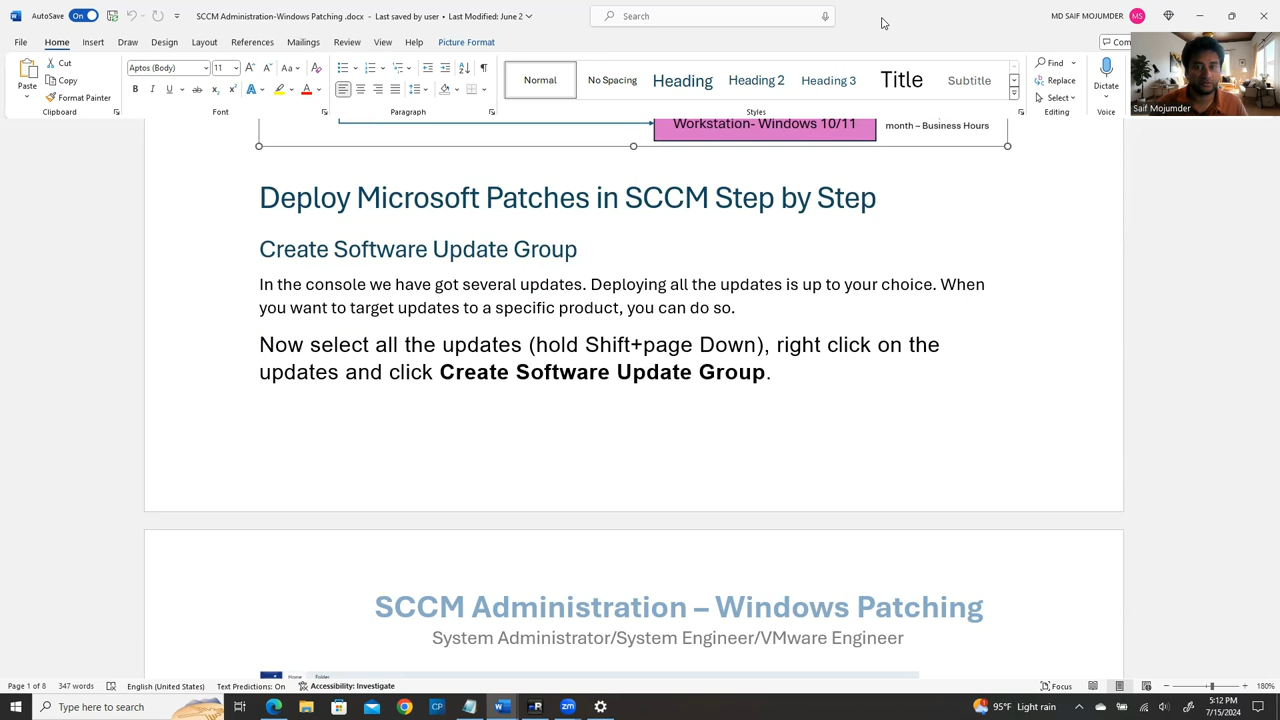 AutoSave On SCCM Administration-Windows Patching .docx - Last saved by user • Last Modified: June 2 Search MD SAIF MOJUMDER MS
File Home Insert Draw Design Layout References Mailings Review View Help Picture Format Com
Paste Cut Copy Format Painter Clipboard
Aptos (Body) 11 Font
Paragraph
Normal No Spacing Heading Heading 2 Heading 3 Title Subtitle Styles
Find Replace Select Editing
Dictate Voice
Saif Mojumder
Workstation- Windows 10/11 month – Business Hours
Deploy Microsoft Patches in SCCM Step by Step
Create Software Update Group
In the console we have got several updates. Deploying all the updates is up to your choice. When
you want to target updates to a specific product, you can do so.
Now select all the updates (hold Shift+page Down), right click on the
updates and click Create Software Update Group.
SCCM Administration – Windows Patching
System Administrator/System Engineer/VMware Engineer
Home Folder
Page 1 of 8 347 words English (United States) Text Predictions: On Accessibility: Investigate Focus 180%
Type here to search 95°F Light rain 5:12 PM
7/15/2024